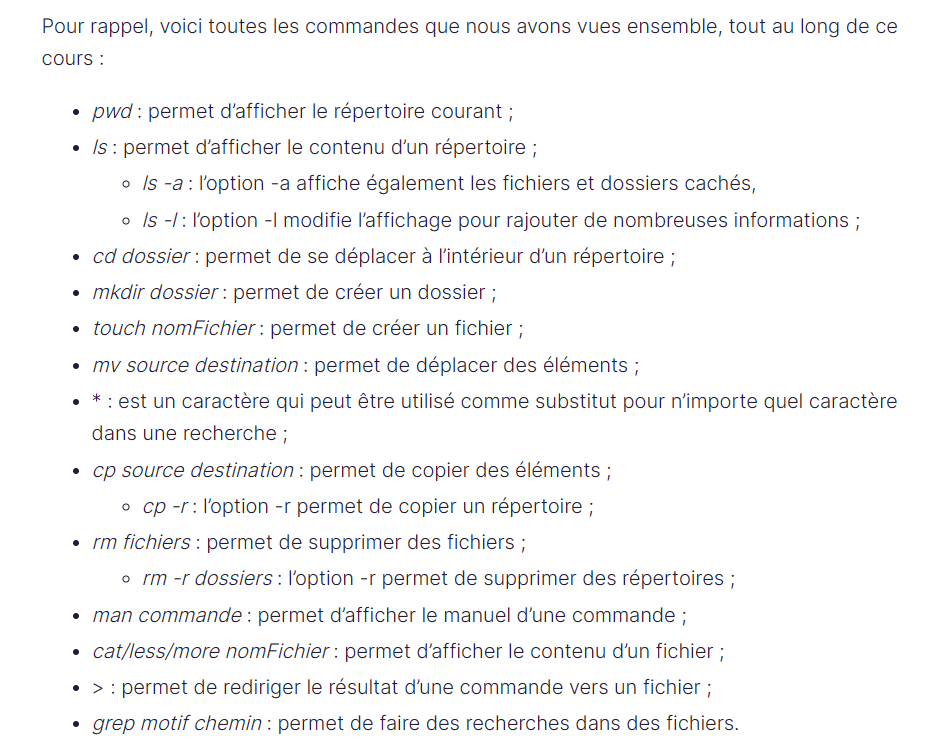 Pour rappel, voici toutes les commandes que nous avons vues ensemble, tout au long de ce
cours :
• pwd : permet d’afficher le répertoire courant ;
• ls : permet d’afficher le contenu d’un répertoire ;
◦ ls -a : l’option -a affiche également les fichiers et dossiers cachés,
◦ ls -l : l’option -l modifie l’affichage pour rajouter de nombreuses informations ;
• cd dossier : permet de se déplacer à l’intérieur d’un répertoire ;
• mkdir dossier : permet de créer un dossier ;
• touch nomFichier : permet de créer un fichier ;
• mv source destination : permet de déplacer des éléments ;
• * : est un caractère qui peut être utilisé comme substitut pour n’importe quel caractère
dans une recherche ;
• cp source destination : permet de copier des éléments ;
◦ cp -r : l’option -r permet de copier un répertoire ;
• rm fichiers : permet de supprimer des fichiers ;
◦ rm -r dossiers : l’option -r permet de supprimer des répertoires ;
• man commande : permet d’afficher le manuel d’une commande ;
• cat/less/more nomFichier : permet d’afficher le contenu d’un fichier ;
• > : permet de rediriger le résultat d’une commande vers un fichier ;
• grep motif chemin : permet de faire des recherches dans des fichiers.